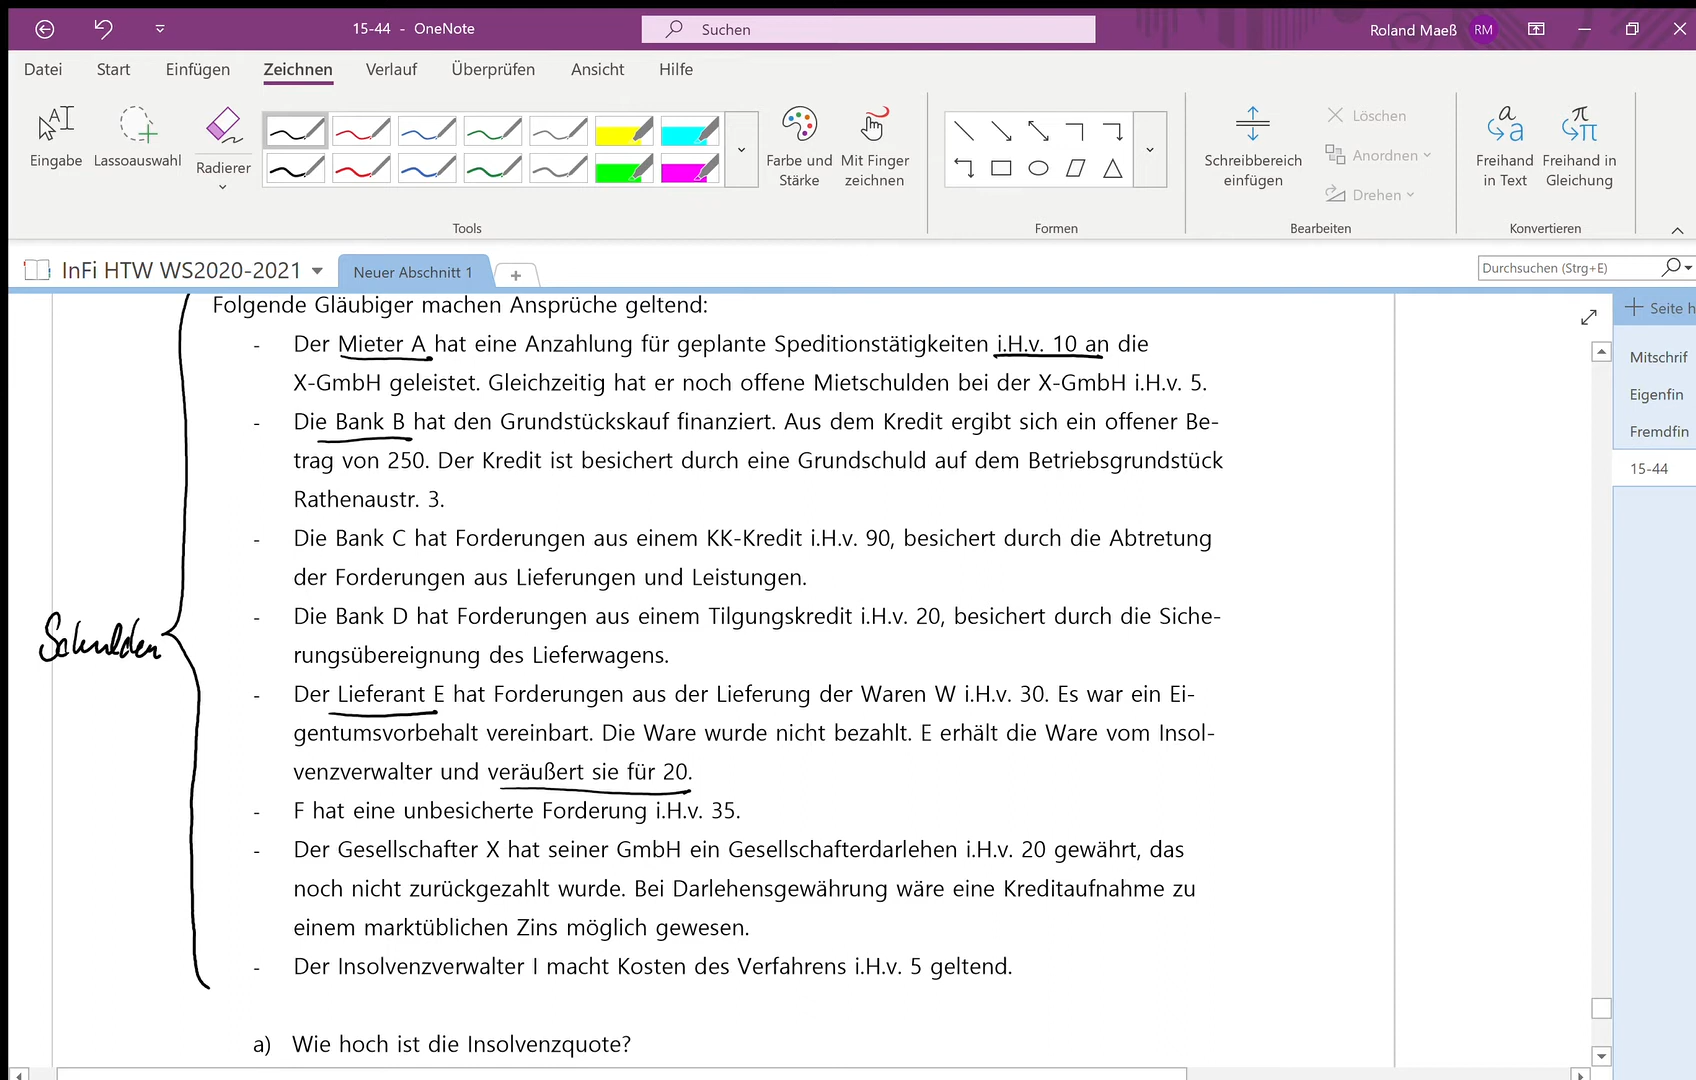 15-44 - OneNote
Suchen
Roland Maeß RM
Datei Start Einfügen Zeichnen Verlauf Überprüfen Ansicht Hilfe
Eingabe Lassoauswahl Radierer
Farbe und Stärke
Mit Finger zeichnen
Schreibbereich einfügen
Löschen
Anordnen
Drehen
Freihand in Text
Freihand in Gleichung
Tools Formen Bearbeiten Konvertieren
InFi HTW WS2020-2021 Neuer Abschnitt 1 +
Durchsuchen (Strg+E)
Seite h
Mitschrif
Eigenfin
Fremdfin
15-44
Folgende Gläubiger machen Ansprüche geltend:
- Der Mieter A hat eine Anzahlung für geplante Speditionstätigkeiten i.H.v. 10 an die
X-GmbH geleistet. Gleichzeitig hat er noch offene Mietschulden bei der X-GmbH i.H.v. 5.
- Die Bank B hat den Grundstückskauf finanziert. Aus dem Kredit ergibt sich ein offener Be-
trag von 250. Der Kredit ist besichert durch eine Grundschuld auf dem Betriebsgrundstück
Rathenaustr. 3.
- Die Bank C hat Forderungen aus einem KK-Kredit i.H.v. 90, besichert durch die Abtretung
der Forderungen aus Lieferungen und Leistungen.
- Die Bank D hat Forderungen aus einem Tilgungskredit i.H.v. 20, besichert durch die Siche-
rungsübereignung des Lieferwagens.
Schulden
- Der Lieferant E hat Forderungen aus der Lieferung der Waren W i.H.v. 30. Es war ein Ei-
gentumsvorbehalt vereinbart. Die Ware wurde nicht bezahlt. E erhält die Ware vom Insol-
venzverwalter und veräußert sie für 20.
- F hat eine unbesicherte Forderung i.H.v. 35.
- Der Gesellschafter X hat seiner GmbH ein Gesellschafterdarlehen i.H.v. 20 gewährt, das
noch nicht zurückgezahlt wurde. Bei Darlehensgewährung wäre eine Kreditaufnahme zu
einem marktüblichen Zins möglich gewesen.
- Der Insolvenzverwalter I macht Kosten des Verfahrens i.H.v. 5 geltend.
a) Wie hoch ist die Insolvenzquote?